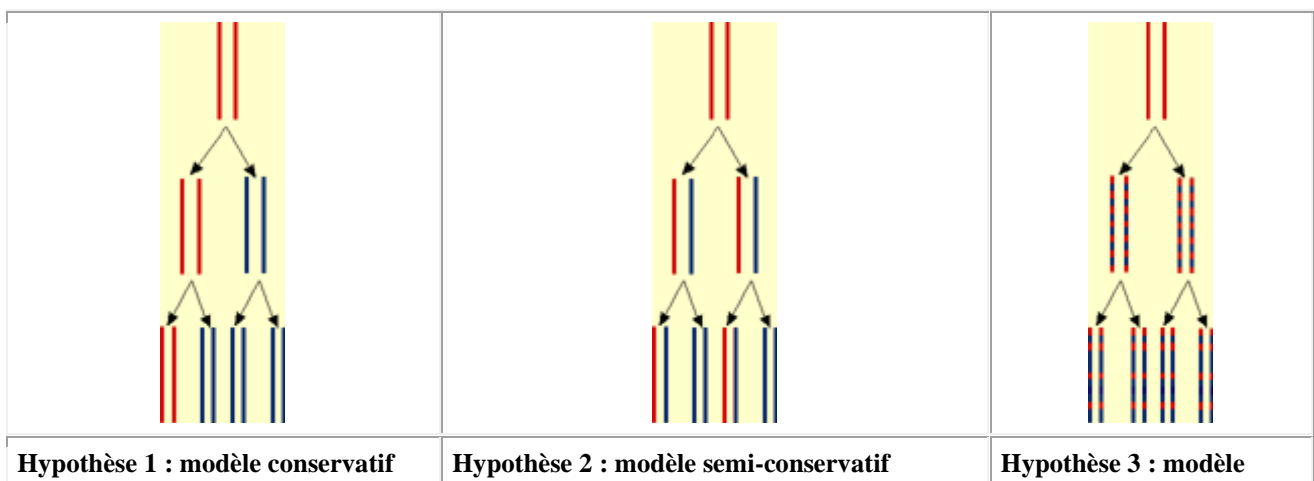 Hypothèse 1 : modèle conservatif
Hypothèse 2 : modèle semi-conservatif
Hypothèse 3 : modèle